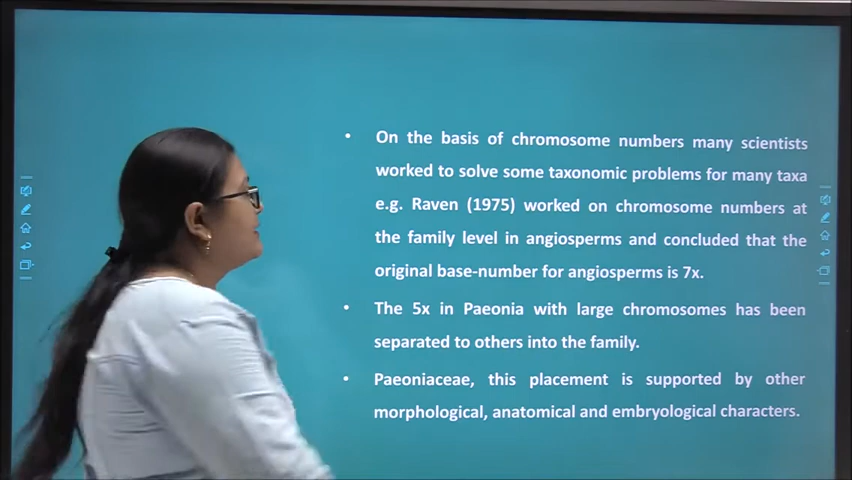 • On the basis of chromosome numbers many scientists
worked to solve some taxonomic problems for many taxa
e.g. Raven (1975) worked on chromosome numbers at
the family level in angiosperms and concluded that the
original base-number for angiosperms is 7x.
• The 5x in Paeonia with large chromosomes has been
separated to others into the family.
• Paeoniaceae, this placement is supported by other
morphological, anatomical and embryological characters.